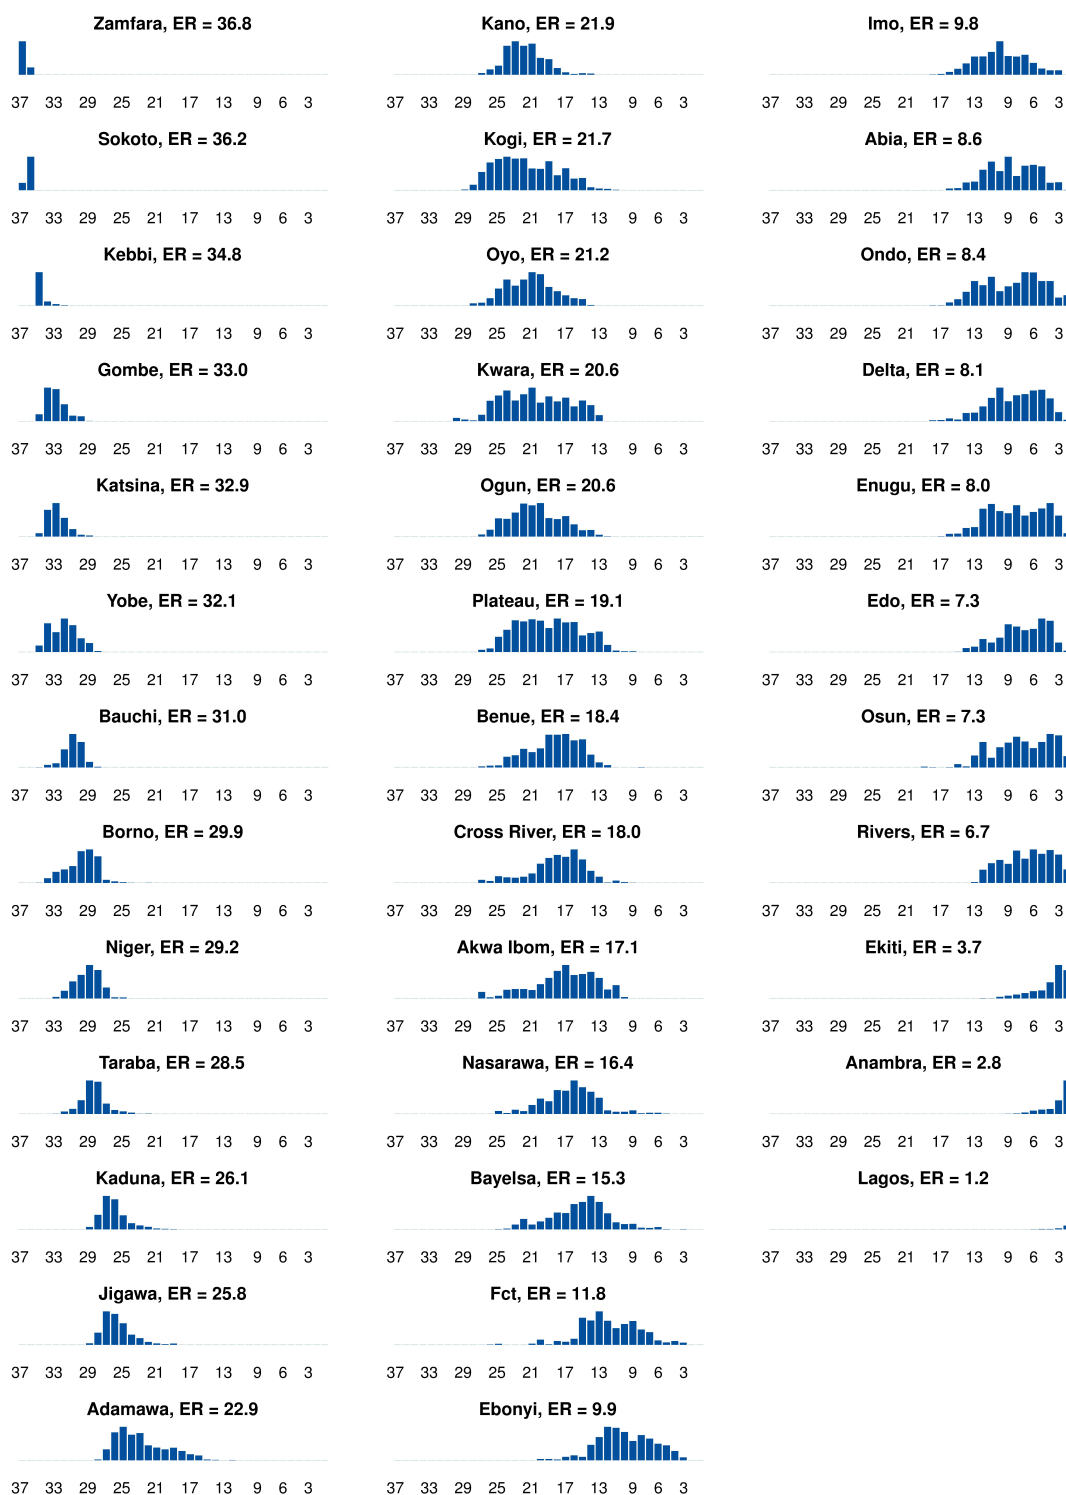 Zamfara, ER = 36.8
37 33 29 25 21 17 13 9 6 3
Sokoto, ER = 36.2
37 33 29 25 21 17 13 9 6 3
Kebbi, ER = 34.8
37 33 29 25 21 17 13 9 6 3
Gombe, ER = 33.0
37 33 29 25 21 17 13 9 6 3
Katsina, ER = 32.9
37 33 29 25 21 17 13 9 6 3
Yobe, ER = 32.1
37 33 29 25 21 17 13 9 6 3
Bauchi, ER = 31.0
37 33 29 25 21 17 13 9 6 3
Borno, ER = 29.9
37 33 29 25 21 17 13 9 6 3
Niger, ER = 29.2
37 33 29 25 21 17 13 9 6 3
Taraba, ER = 28.5
37 33 29 25 21 17 13 9 6 3
Kaduna, ER = 26.1
37 33 29 25 21 17 13 9 6 3
Jigawa, ER = 25.8
37 33 29 25 21 17 13 9 6 3
Adamawa, ER = 22.9
37 33 29 25 21 17 13 9 6 3
Kano, ER = 21.9
37 33 29 25 21 17 13 9 6 3
Kogi, ER = 21.7
37 33 29 25 21 17 13 9 6 3
Oyo, ER = 21.2
37 33 29 25 21 17 13 9 6 3
Kwara, ER = 20.6
37 33 29 25 21 17 13 9 6 3
Ogun, ER = 20.6
37 33 29 25 21 17 13 9 6 3
Plateau, ER = 19.1
37 33 29 25 21 17 13 9 6 3
Benue, ER = 18.4
37 33 29 25 21 17 13 9 6 3
Cross River, ER = 18.0
37 33 29 25 21 17 13 9 6 3
Akwa Ibom, ER = 17.1
37 33 29 25 21 17 13 9 6 3
Nasarawa, ER = 16.4
37 33 29 25 21 17 13 9 6 3
Bayelsa, ER = 15.3
37 33 29 25 21 17 13 9 6 3
Fct, ER = 11.8
37 33 29 25 21 17 13 9 6 3
Ebonyi, ER = 9.9
37 33 29 25 21 17 13 9 6 3
Imo, ER = 9.8
37 33 29 25 21 17 13 9 6 3
Abia, ER = 8.6
37 33 29 25 21 17 13 9 6 3
Ondo, ER = 8.4
37 33 29 25 21 17 13 9 6 3
Delta, ER = 8.1
37 33 29 25 21 17 13 9 6 3
Enugu, ER = 8.0
37 33 29 25 21 17 13 9 6 3
Edo, ER = 7.3
37 33 29 25 21 17 13 9 6 3
Osun, ER = 7.3
37 33 29 25 21 17 13 9 6 3
Rivers, ER = 6.7
37 33 29 25 21 17 13 9 6 3
Ekiti, ER = 3.7
37 33 29 25 21 17 13 9 6 3
Anambra, ER = 2.8
37 33 29 25 21 17 13 9 6 3
Lagos, ER = 1.2
37 33 29 25 21 17 13 9 6 3